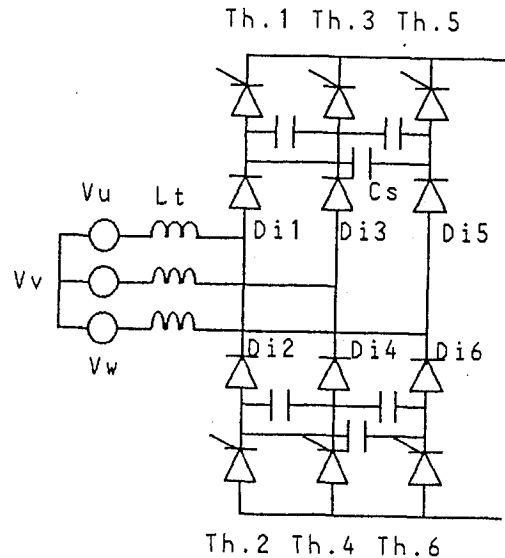 Th.1 Th.3 Th.5
Cs
Vu Lt
Di1 Di3 Di5
Vv
Di2 Di4 Di6
Vw
Th.2 Th.4 Th.6